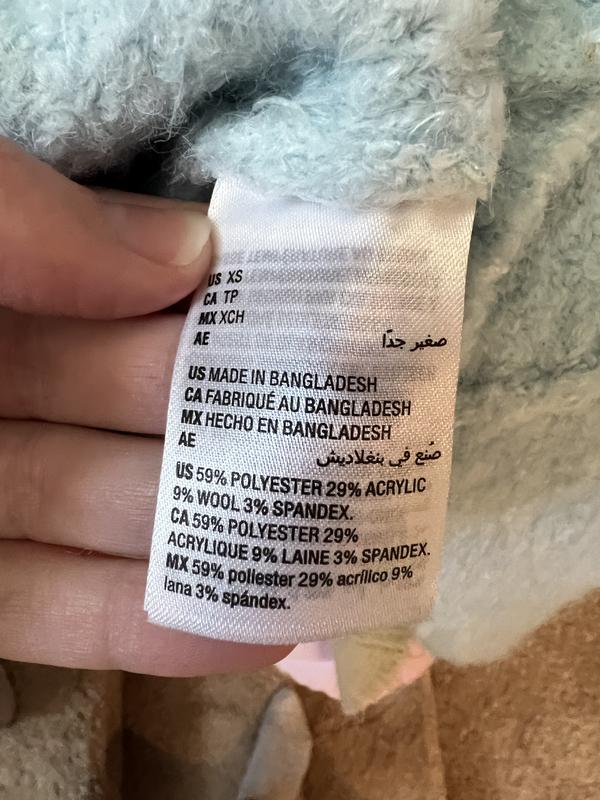 US XS
CA TP
MX XCH
AE صغير جدًا
US MADE IN BANGLADESH
CA FABRIQUÉ AU BANGLADESH
MX HECHO EN BANGLADESH
AE صُنع في بنغلاديش
US 59% POLYESTER 29% ACRYLIC
9% WOOL 3% SPANDEX.
CA 59% POLYESTER 29%
ACRYLIQUE 9% LAINE 3% SPANDEX.
MX 59% poliester 29% acrílico 9%
lana 3% spándex.